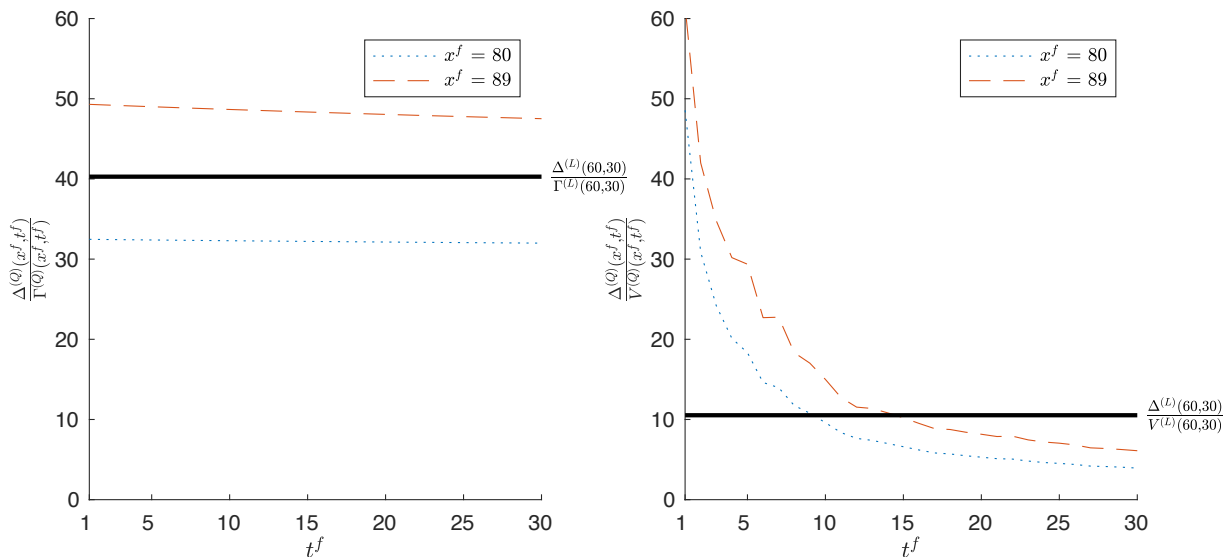 60
50
40
30
20
10
0
1
5
10
15
20
25
30
t^f
Δ^(Q)(x^f,t^f)
Γ^(Q)(x^f,t^f)
x^f = 80
x^f = 89
Δ^(L)(60,30)
Γ^(L)(60,30)
60
50
40
30
20
10
0
1
5
10
15
20
25
30
t^f
Δ^(Q)(x^f,t^f)
V^(Q)(x^f,t^f)
x^f = 80
x^f = 89
Δ^(L)(60,30)
V^(L)(60,30)